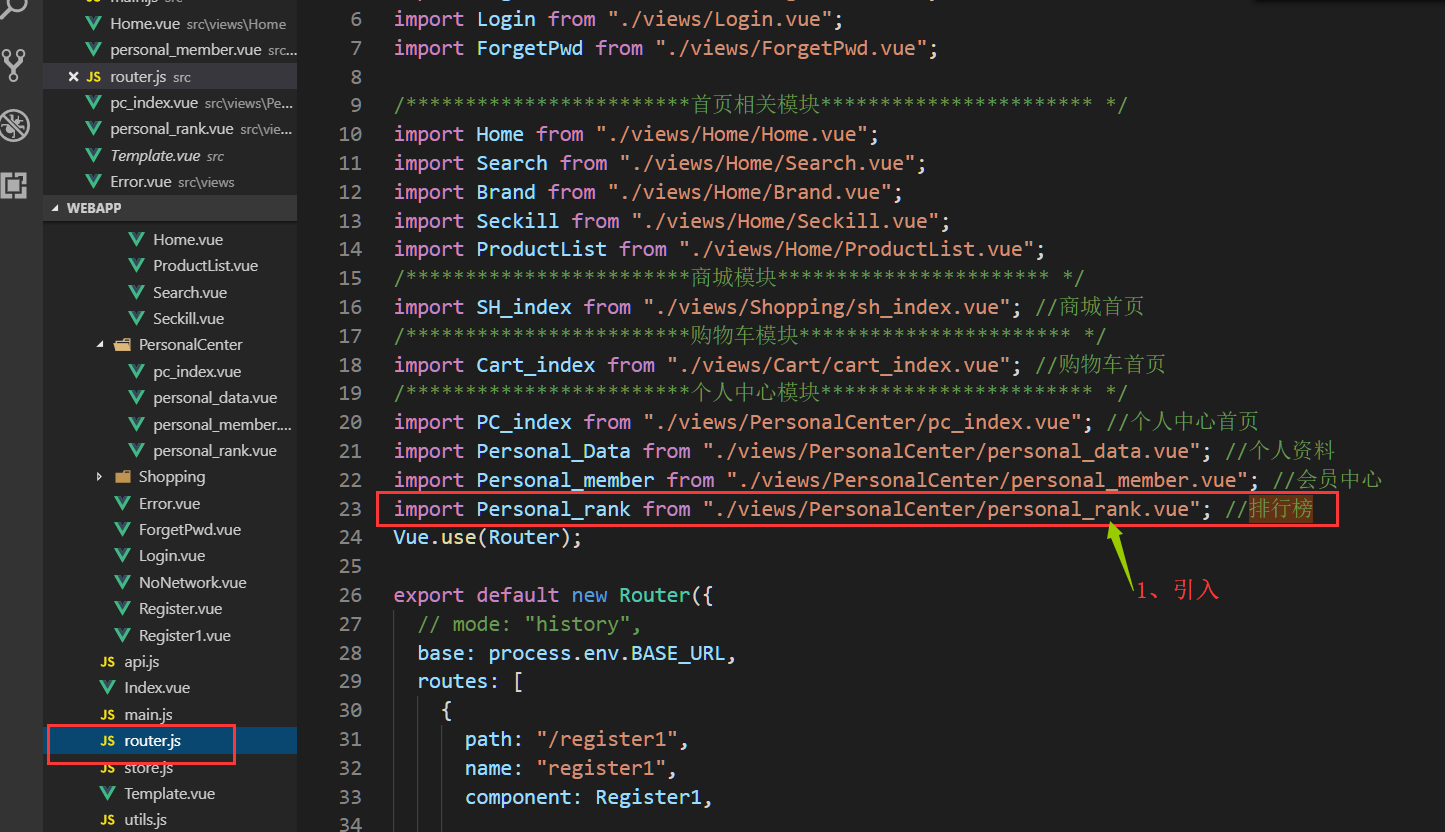 main.js
Home.vue src\views\Home
personal_member.vue src...
JS router.js src
pc_index.vue src\views\Pe...
personal_rank.vue src\vie...
Template.vue src
Error.vue src\views
WEBAPP
Home.vue
ProductList.vue
Search.vue
Seckill.vue
PersonalCenter
pc_index.vue
personal_data.vue
personal_member....
personal_rank.vue
Shopping
Error.vue
ForgetPwd.vue
Login.vue
NoNetwork.vue
Register.vue
Register1.vue
JS api.js
Index.vue
JS main.js
JS router.js
JS store.js
Template.vue
JS utils.js
6 import Login from "./views/Login.vue";
7 import ForgetPwd from "./views/ForgetPwd.vue";
8
9 /************************首页相关模块*********************** */
10 import Home from "./views/Home/Home.vue";
11 import Search from "./views/Home/Search.vue";
12 import Brand from "./views/Home/Brand.vue";
13 import Seckill from "./views/Home/Seckill.vue";
14 import ProductList from "./views/Home/ProductList.vue";
15 /************************商城模块*********************** */
16 import SH_index from "./views/Shopping/sh_index.vue"; //商城首页
17 /************************购物车模块*********************** */
18 import Cart_index from "./views/Cart/cart_index.vue"; //购物车首页
19 /************************个人中心模块*********************** */
20 import PC_index from "./views/PersonalCenter/pc_index.vue"; //个人中心首页
21 import Personal_Data from "./views/PersonalCenter/personal_data.vue"; //个人资料
22 import Personal_member from "./views/PersonalCenter/personal_member.vue"; //会员中心
23 import Personal_rank from "./views/PersonalCenter/personal_rank.vue"; //排行榜
24 Vue.use(Router);
25
1、引入
26 export default new Router({
27 // mode: "history",
28 base: process.env.BASE_URL,
29 routes: [
30 {
31 path: "/register1",
32 name: "register1",
33 component: Register1,
34